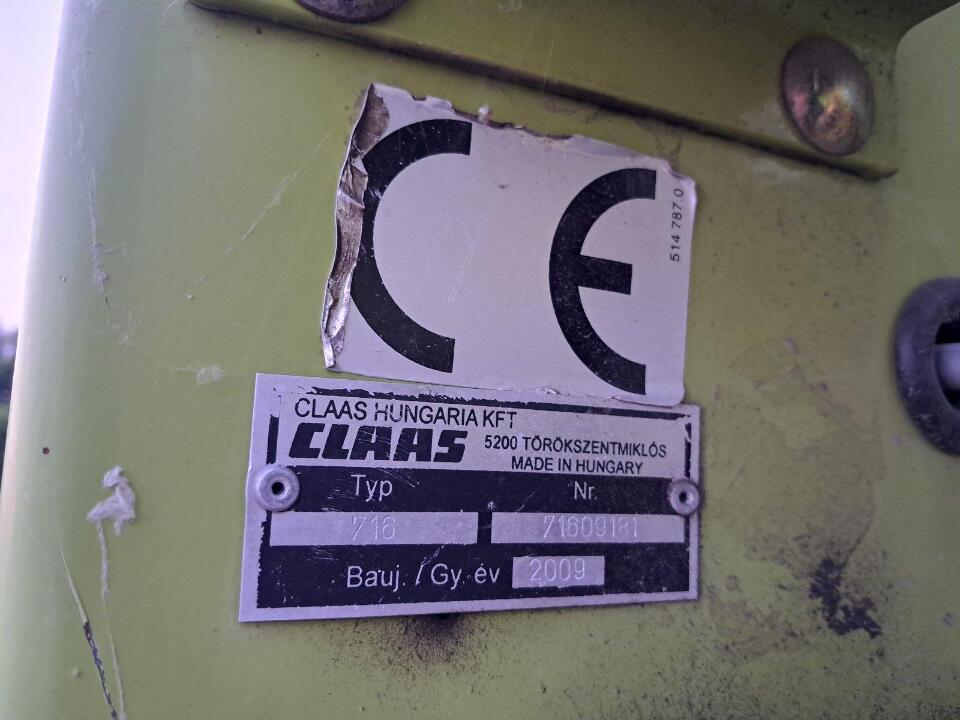 CE
514 787.0
CLAAS HUNGARIA KFT
CLAAS 5200 TÖRÖKSZENTMIKLÓS
MADE IN HUNGARY
Typ Nr.
716 71609181
Bauj. / Gy. év 2009